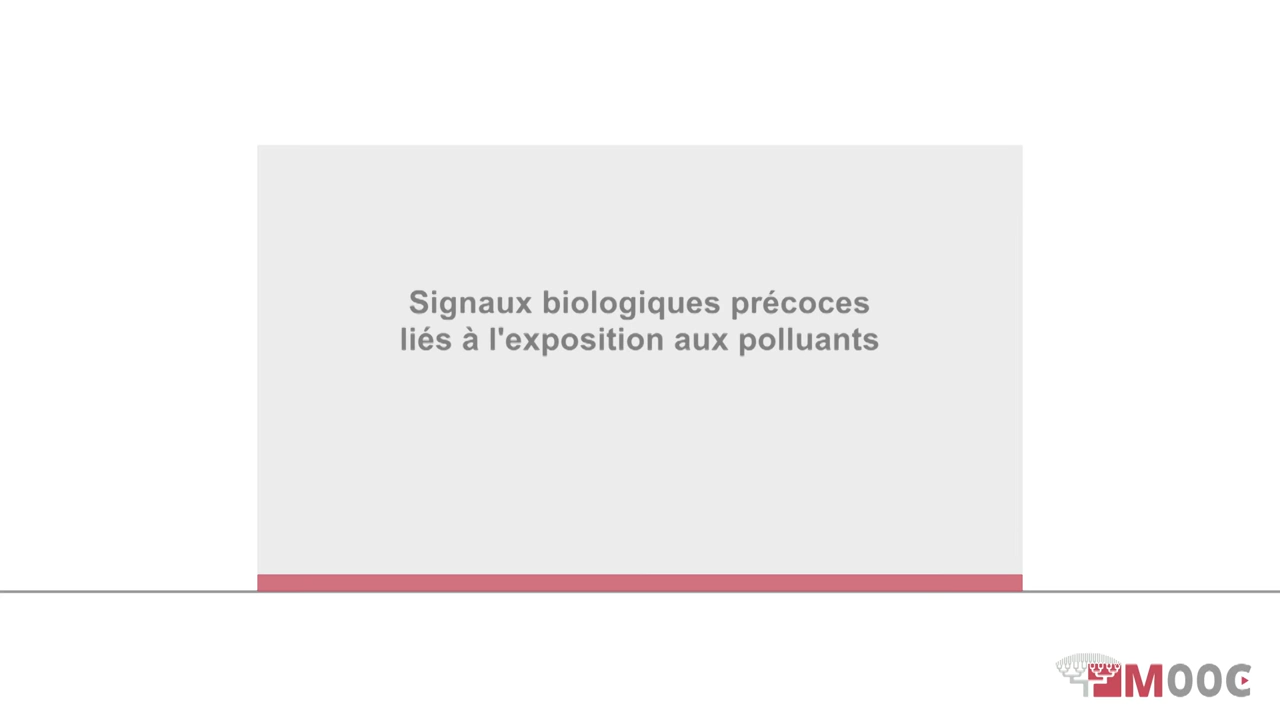 Signaux biologiques précoces
liés à l'exposition aux polluants
MOOC